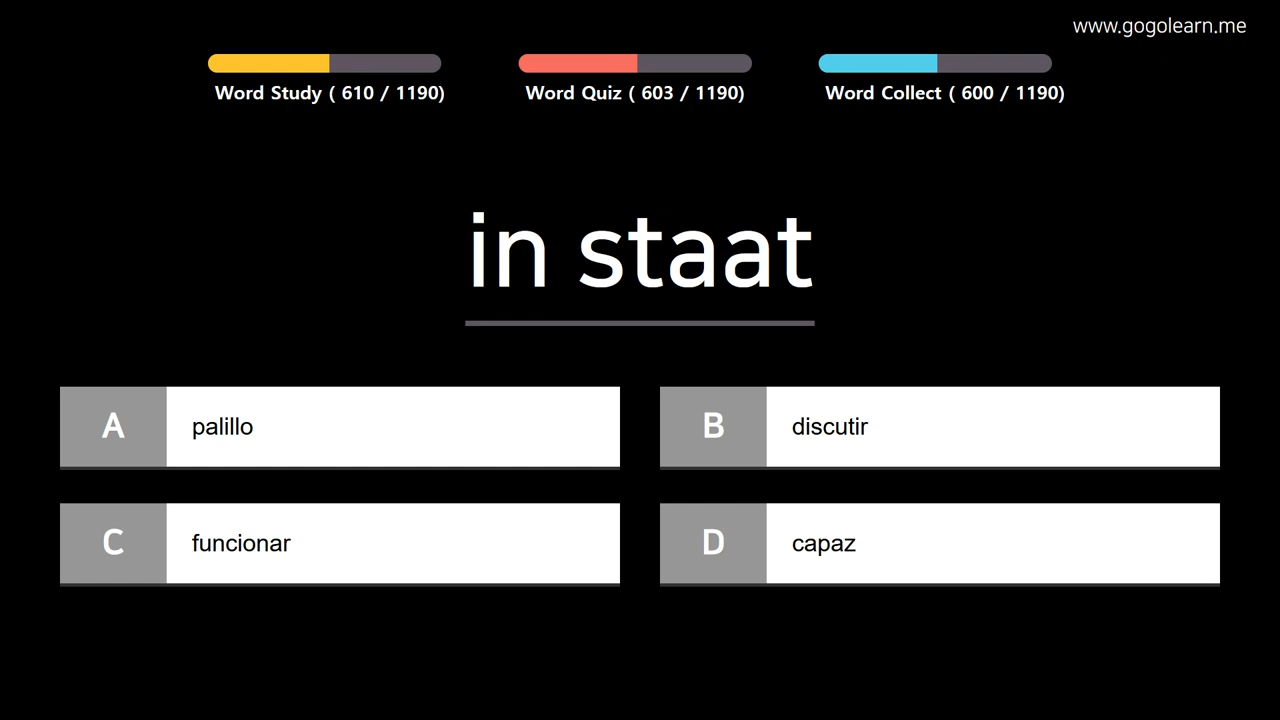 www.gogolearn.me
Word Study ( 610 / 1190)
Word Quiz ( 603 / 1190)
Word Collect ( 600 / 1190)
in staat
A palillo
B discutir
C funcionar
D capaz